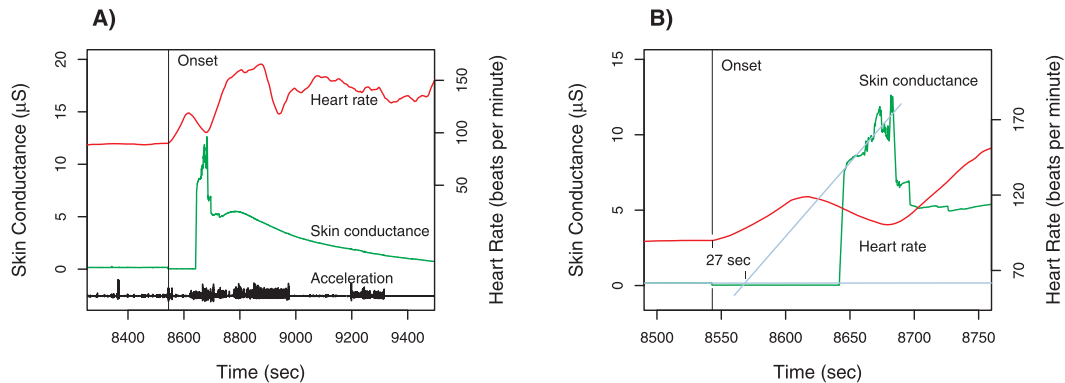 A)
Onset
Heart rate
Skin conductance
Acceleration
Skin Conductance (μS)
20
15
10
5
0
Heart Rate (beats per minute)
150
100
50
8400 8600 8800 9000 9200 9400
Time (sec)
B)
Onset
Skin conductance
Heart rate
27 sec
Skin Conductance (μS)
15
10
5
0
Heart Rate (beats per minute)
170
120
70
8500 8550 8600 8650 8700 8750
Time (sec)